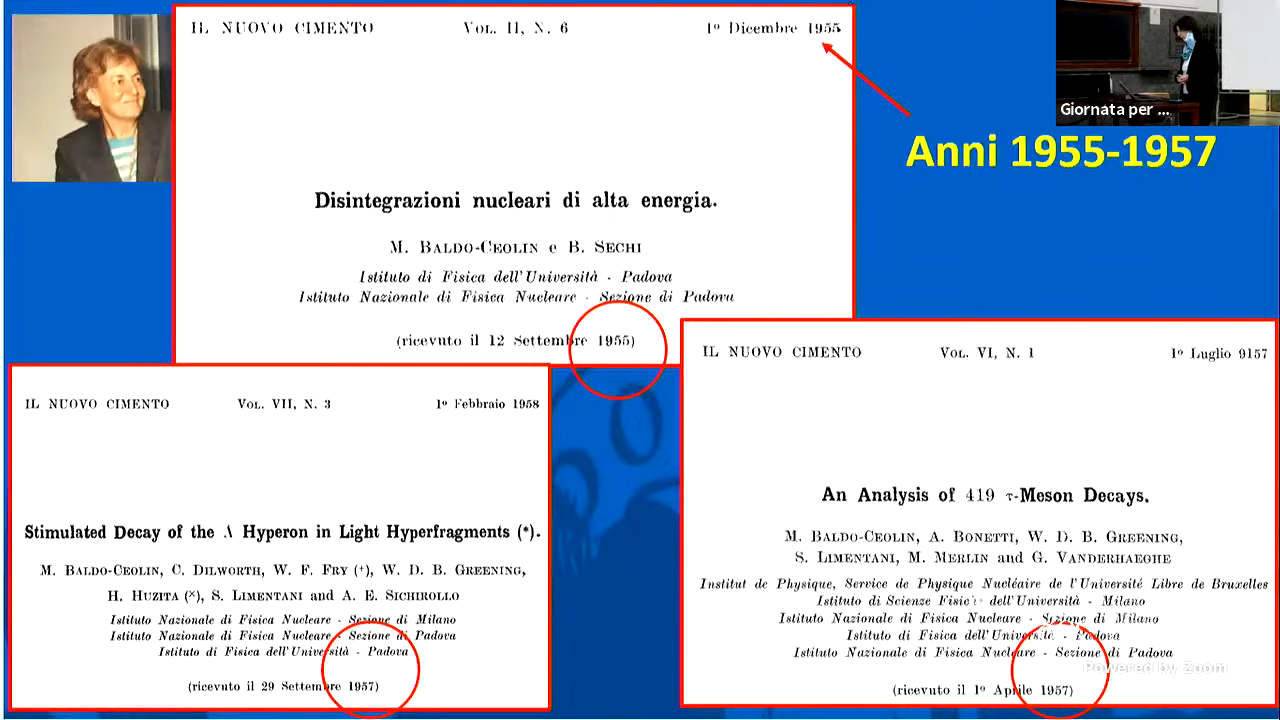 IL NUOVO CIMENTO VOL. II, N. 6 1º Dicembre 1955
Disintegrazioni nucleari di alta energia.
M. BALDO-CEOLIN e B. SECHI
Istituto di Fisica dell'Università - Padova
Istituto Nazionale di Fisica Nucleare - Sezione di Padova
(ricevuto il 12 Settembre 1955)
Giornata per ...
Anni 1955-1957
IL NUOVO CIMENTO VOL. VII, N. 3 1º Febbraio 1958
Stimulated Decay of the Λ Hyperon in Light Hyperfragments (*).
M. BALDO-CEOLIN, C. DILWORTH, W. F. FRY (+), W. D. B. GREENING,
H. HUZITA (×), S. LIMENTANI and A. E. SICHIROLLO
Istituto Nazionale di Fisica Nucleare - Sezione di Milano
Istituto Nazionale di Fisica Nucleare - Sezione di Padova
Istituto di Fisica dell'Università - Padova
(ricevuto il 29 Settembre 1957)
IL NUOVO CIMENTO VOL. VI, N. 1 1º Luglio 9157
An Analysis of 419 τ-Meson Decays.
M. BALDO-CEOLIN, A. BONETTI, W. D. B. GREENING,
S. LIMENTANI, M. MERLIN and G. VANDERHAEGHE
Institut de Physique, Service de Physique Nucléaire de l'Université Libre de Bruxelles
Istituto di Scienze Fisiche dell'Università - Milano
Istituto Nazionale di Fisica Nucleare - Sezione di Milano
Istituto di Fisica dell'Università - Padova
Istituto Nazionale di Fisica Nucleare - Sezione di Padova
(ricevuto il 1º Aprile 1957)
Powered by Zoom